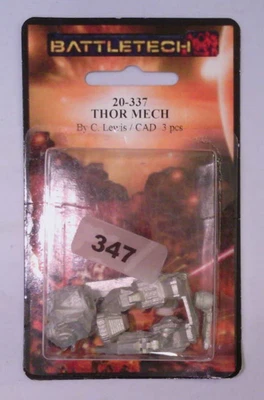 BATTLETECH
20-337
THOR MECH
By C. Lewis / CAD 3 pcs
347